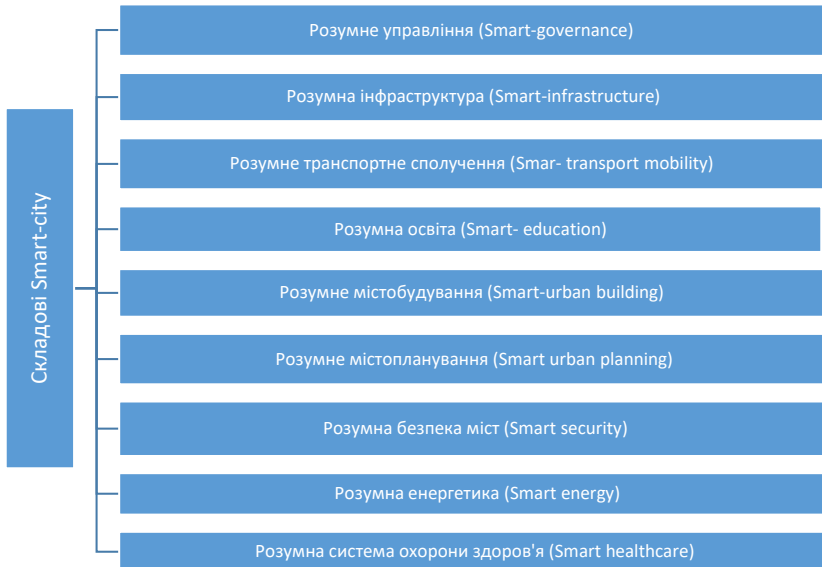 Складові Smart-city
Розумне управління (Smart-governance)
Розумна інфраструктура (Smart-infrastructure)
Розумне транспортне сполучення (Smar- transport mobility)
Розумна освіта (Smart- education)
Розумне містобудування (Smart-urban building)
Розумне містопланування (Smart urban planning)
Розумна безпека міст (Smart security)
Розумна енергетика (Smart energy)
Розумна система охорони здоров'я (Smart healthcare)